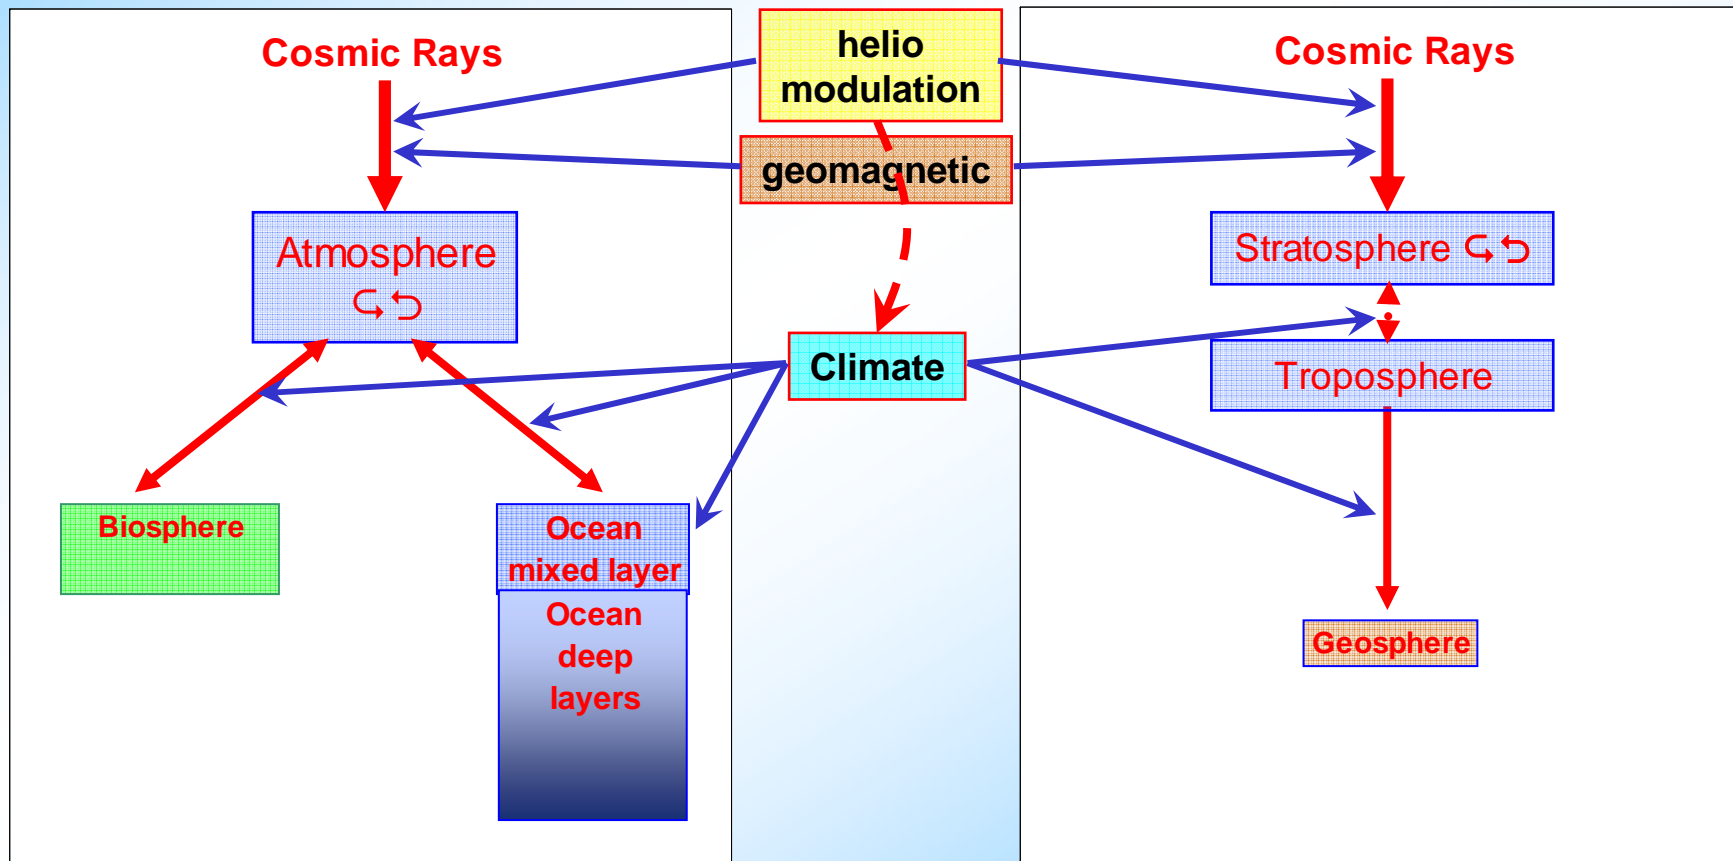 Cosmic Rays
Atmosphere
Biosphere
Ocean
mixed layer
Ocean
deep
layers
helio
modulation
geomagnetic
Climate
Cosmic Rays
Stratosphere
Troposphere
Geosphere